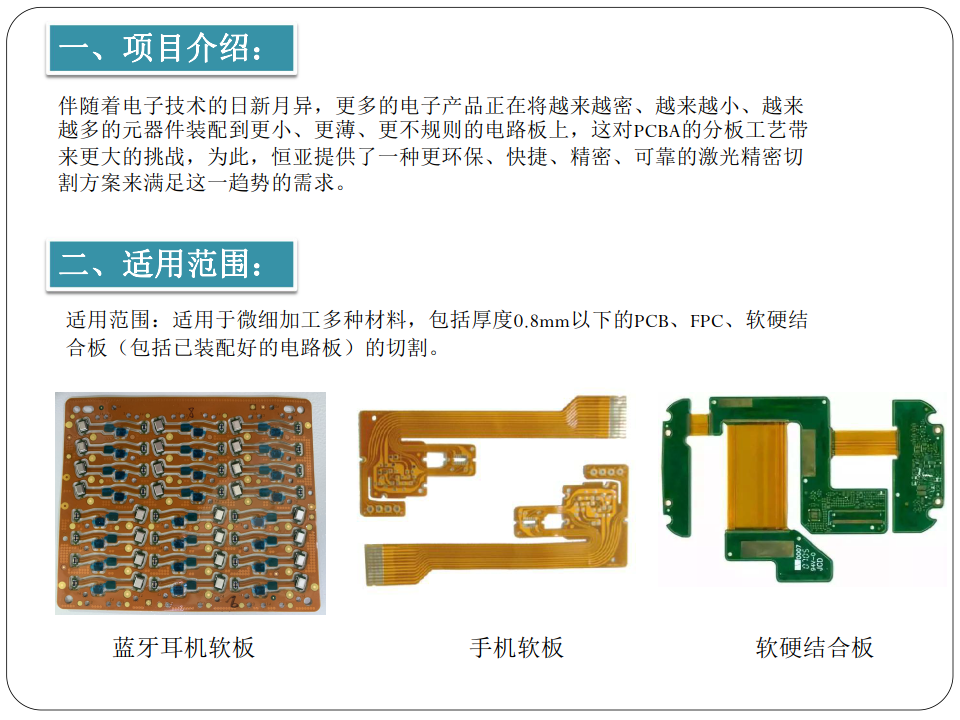 一、项目介绍：
伴随着电子技术的日新月异，更多的电子产品正在将越来越密、越来越小、越来
越多的元器件装配到更小、更薄、更不规则的电路板上，这对PCBA的分板工艺带
来更大的挑战，为此，恒亚提供了一种更环保、快捷、精密、可靠的激光精密切
割方案来满足这一趋势的需求。
二、适用范围：
适用范围：适用于微细加工多种材料，包括厚度0.8mm以下的PCB、FPC、软硬结
合板（包括已装配好的电路板）的切割。
蓝牙耳机软板
手机软板
软硬结合板